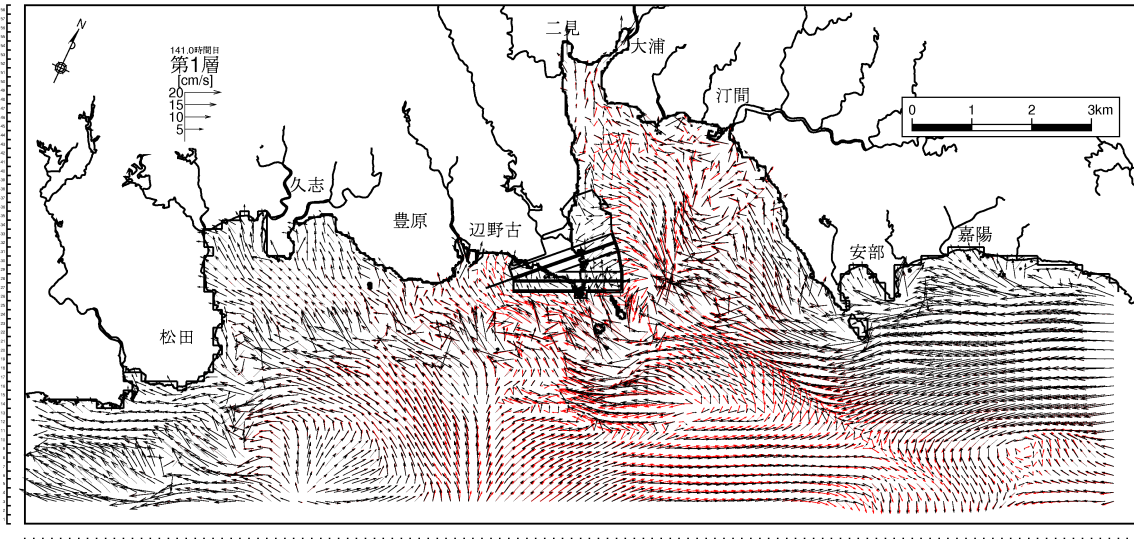 N
141.0時間目
第1層
[cm/s]
20
15
10
5
二見
大浦
汀間
0 1 2 3km
久志
豊原
辺野古
安部
嘉陽
松田